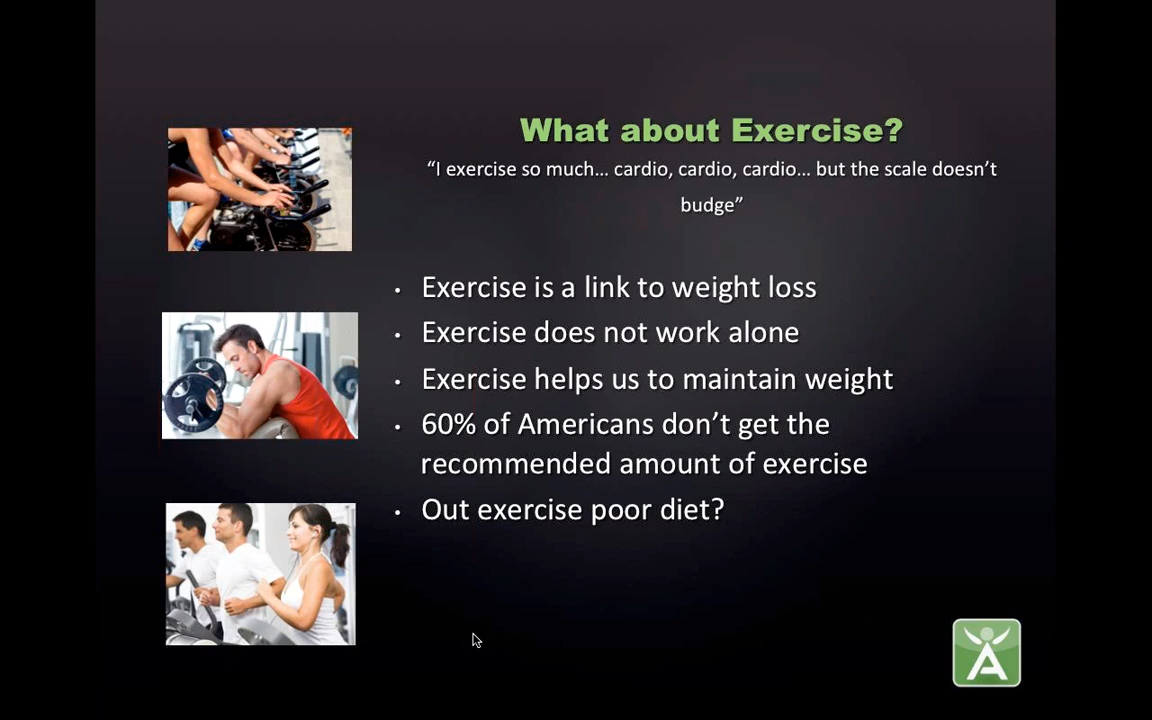 What about Exercise?
“I exercise so much… cardio, cardio, cardio… but the scale doesn’t
budge”
• Exercise is a link to weight loss
• Exercise does not work alone
• Exercise helps us to maintain weight
• 60% of Americans don’t get the
recommended amount of exercise
• Out exercise poor diet?
A